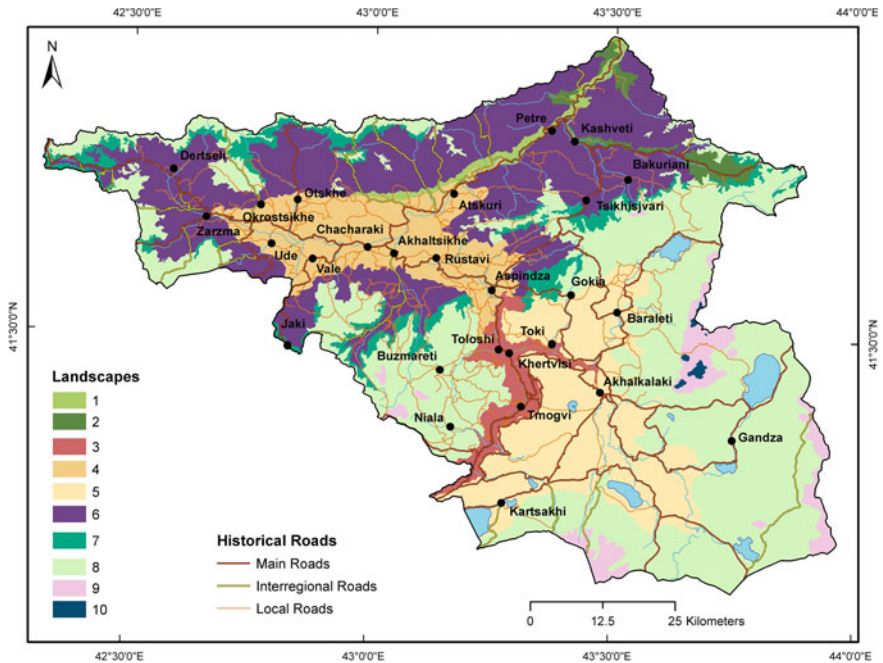 42°30'0"E
43°0'0"E
43°30'0"E
44°0'0"E
N
Petre
Kashveti
Dertseli
Bakuriani
Otskhe
Atskuri
Tsikhisjvari
Okrostsikhe
Zarzma
Chacharaki
Akhaltsikhe
Ude
Rustavi
Vale
Aspindza
Gokia
41°30'0"N
Jaki
Baraleti
Toki
Toloshi
41°30'0"N
Buzmareti
Khertvisi
Landscapes
Akhalkalaki
1
2
Tmogvi
3
Niala
Gandza
4
5
6
Kartsakhi
7
Historical Roads
8
Main Roads
9
Interregional Roads
10
Local Roads
0 12.5 25 Kilometers
42°30'0"E
43°0'0"E
43°30'0"E
44°0'0"E